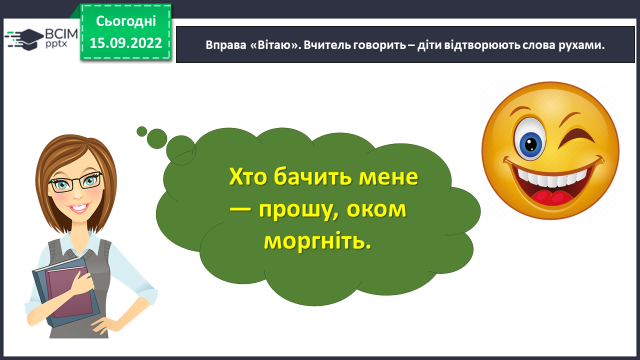 ВСІМ
pptx
Сьогодні
15.09.2022
Вправа «Вітаю». Вчитель говорить – діти відтворюють слова рухами.
Хто бачить мене
— прошу, оком
моргніть.